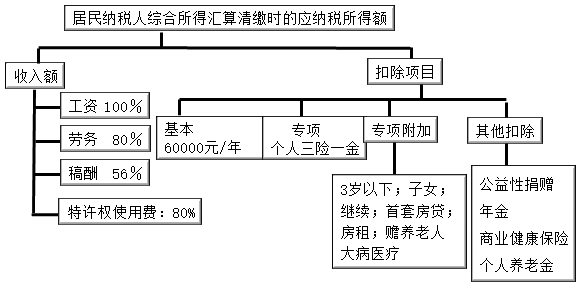 居民纳税人综合所得汇算清缴时的应纳税所得额
收入额
扣除项目
工资 100%
劳务 80%
稿酬 56%
特许权使用费：80%
基本
60000元/年
专项
个人三险一金
专项附加
其他扣除
3岁以下；子女；
继续；首套房贷；
房租；赡养老人
大病医疗
公益性捐赠
年金
商业健康保险
个人养老金